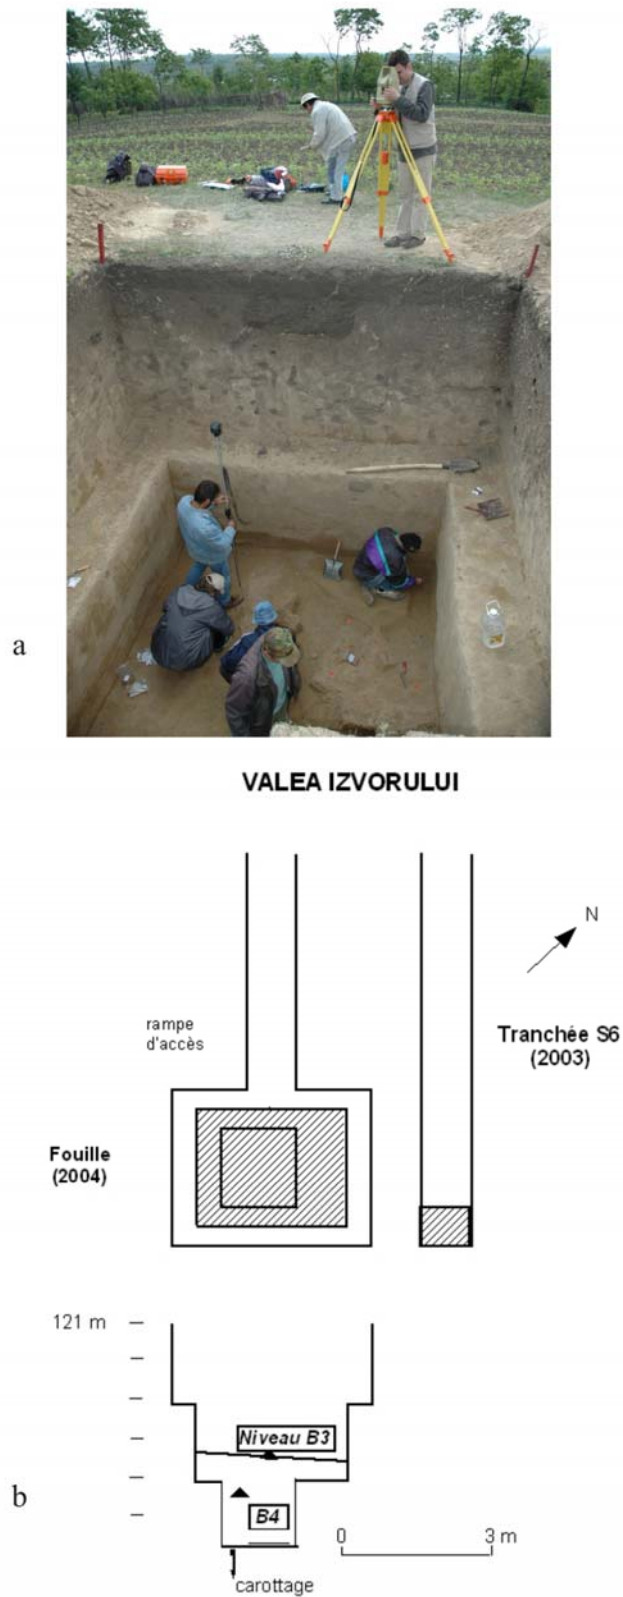 a
VALEA IZVORULUI
N
rampe
d'accès
Tranchée S6
(2003)
Fouille
(2004)
121 m
Niveau B3
b
B4
0
3 m
carottage